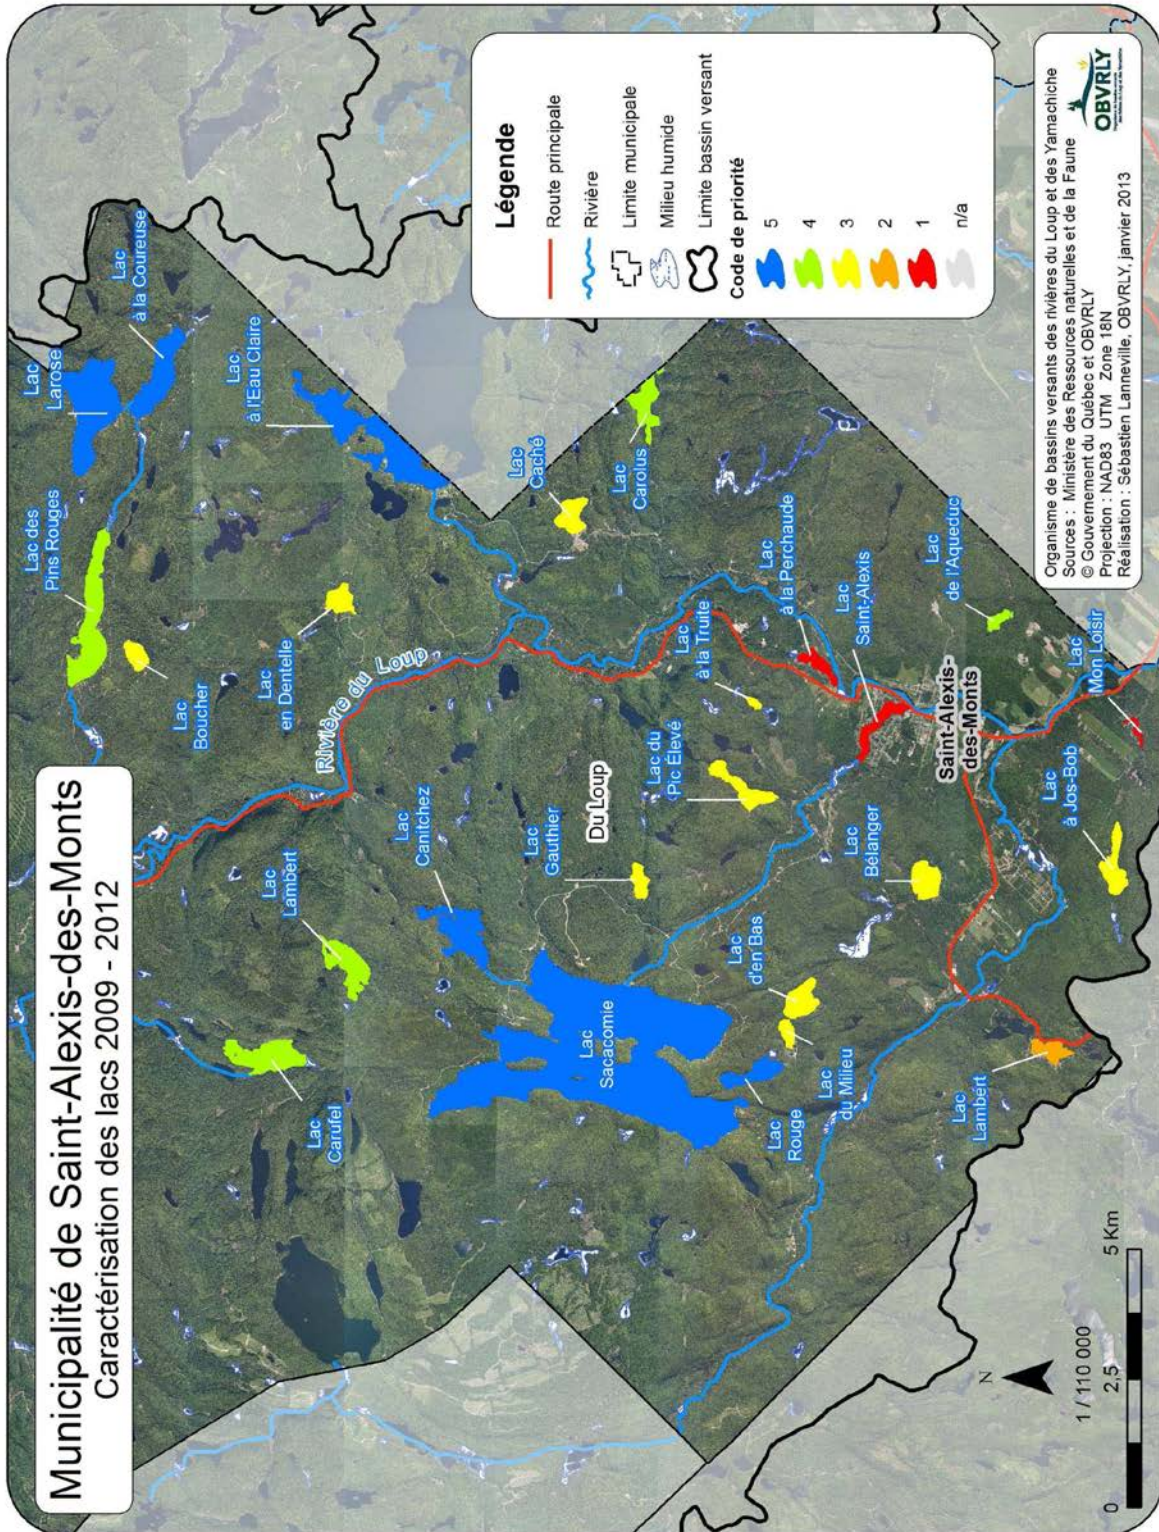 Municipalité de Saint-Alexis-des-Monts
Caractérisation des lacs 2009 - 2012
Lac
Larose
Lac
à la Coureuse
Lac des
Pins Rouges
Lac
à l'Eau Claire
Lac
Boucher
Lac
en Dentelle
Rivière du Loup
Lac
Lambert
Lac
Carufel
Lac
Canitchez
Lac
Caché
Lac
Carolus
Lac
Gauthier
Du Loup
Lac
Sacacomie
Lac
à la Truite
Lac du
Pic Élevé
Lac
à la Perchaude
Lac
Saint-Alexis
Lac
d'en Bas
Lac
Rouge
Lac
du Milieu
Lac
Bélanger
Saint-Alexis-
des-Monts
Lac
de l'Aqueduc
Lac
Mon Loisir
Lac
à Jos-Bob
Lac
Lambert
Légende
Route principale
Rivière
Limite municipale
Milieu humide
Limite bassin versant
Code de priorité
5
4
3
2
1
n/a
N
1 / 110 000
0 2,5 5 Km
Organisme de bassins versants des rivières du Loup et des Yamachiche
Sources : Ministère des Ressources naturelles et de la Faune
© Gouvernement du Québec et OBVRLY
Projection : NAD83 UTM Zone 18N
Réalisation : Sébastien Lanneville, OBVRLY, janvier 2013
OBVRLY